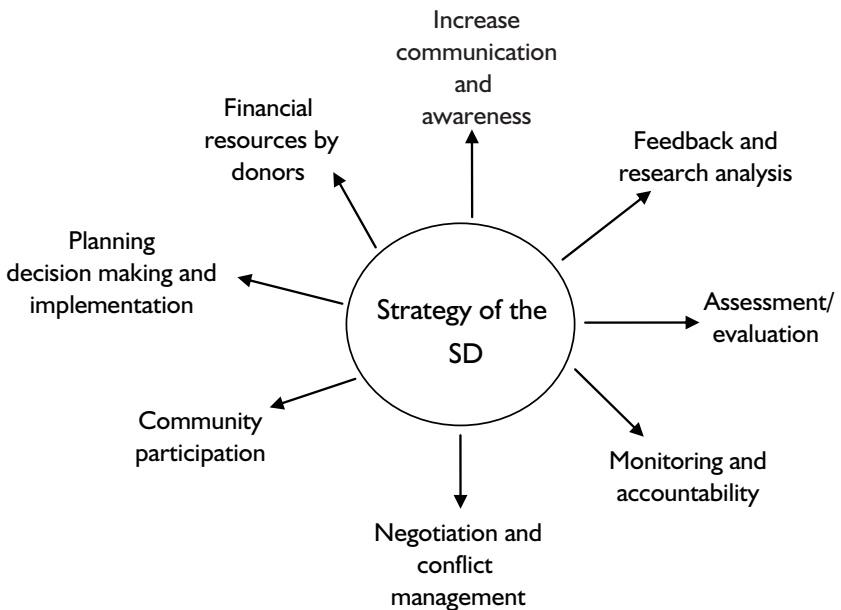 Increase
communication
and
awareness
Feedback and
research analysis
Assessment/
evaluation
Monitoring and
accountability
Negotiation and
conflict
management
Community
participation
Planning
decision making and
implementation
Financial
resources by
donors
Strategy of the
SD